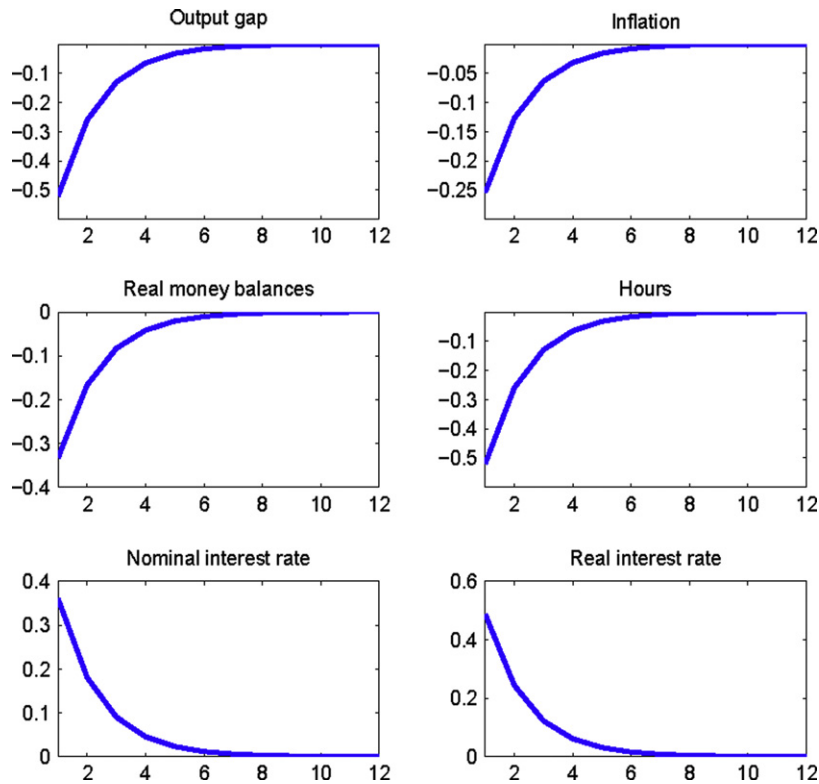 Output gap
−0.1
−0.2
−0.3
−0.4
−0.5
2 4 6 8 10 12
Inflation
−0.05
−0.1
−0.15
−0.2
−0.25
2 4 6 8 10 12
Real money balances
0
−0.1
−0.2
−0.3
−0.4
2 4 6 8 10 12
Hours
−0.1
−0.2
−0.3
−0.4
−0.5
2 4 6 8 10 12
Nominal interest rate
0.4
0.3
0.2
0.1
0
2 4 6 8 10 12
Real interest rate
0.6
0.4
0.2
0
2 4 6 8 10 12